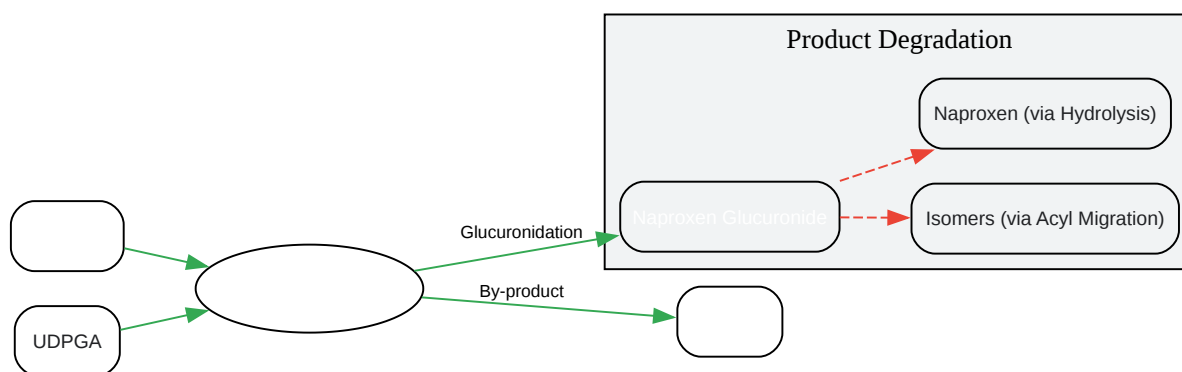 Product Degradation
Naproxen (via Hydrolysis)
Naproxen Glucuronide
Isomers (via Acyl Migration)
Glucuronidation
By-product
UDPGA